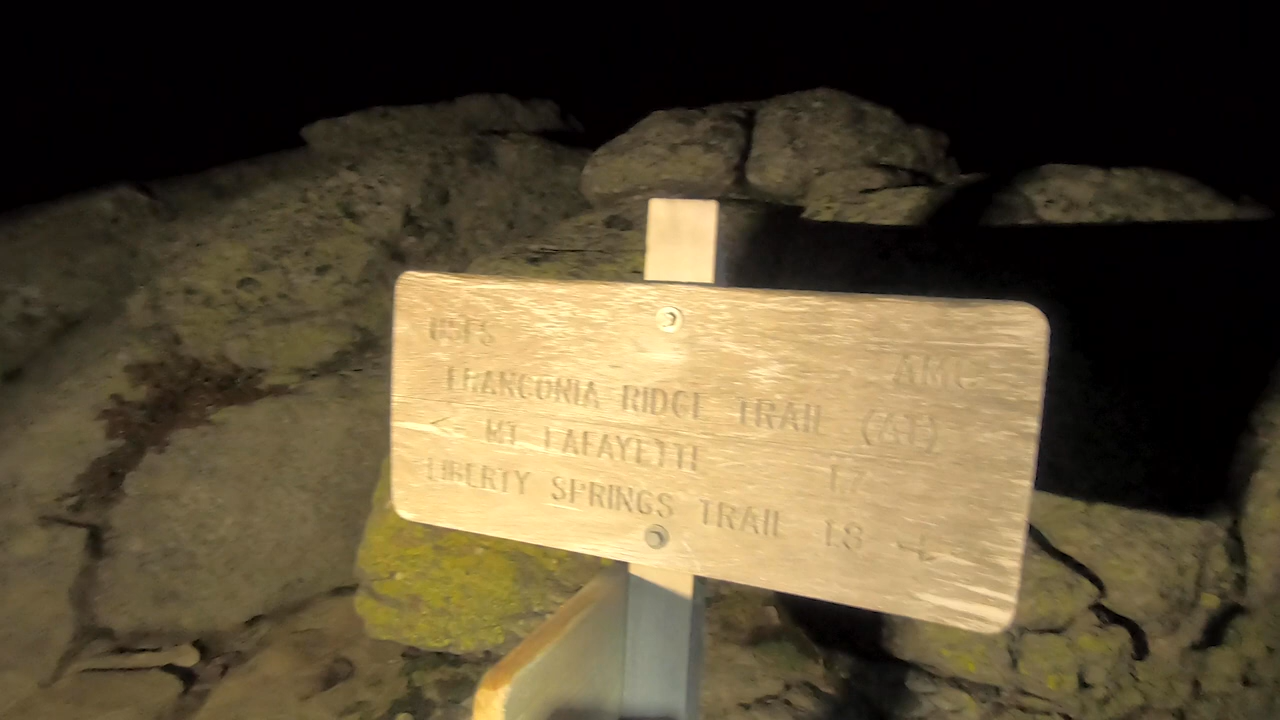 USFS AMC
FRANCONIA RIDGE TRAIL (AT)
<- MT. LAFAYETTE 1.7
LIBERTY SPRINGS TRAIL 1.8 ->